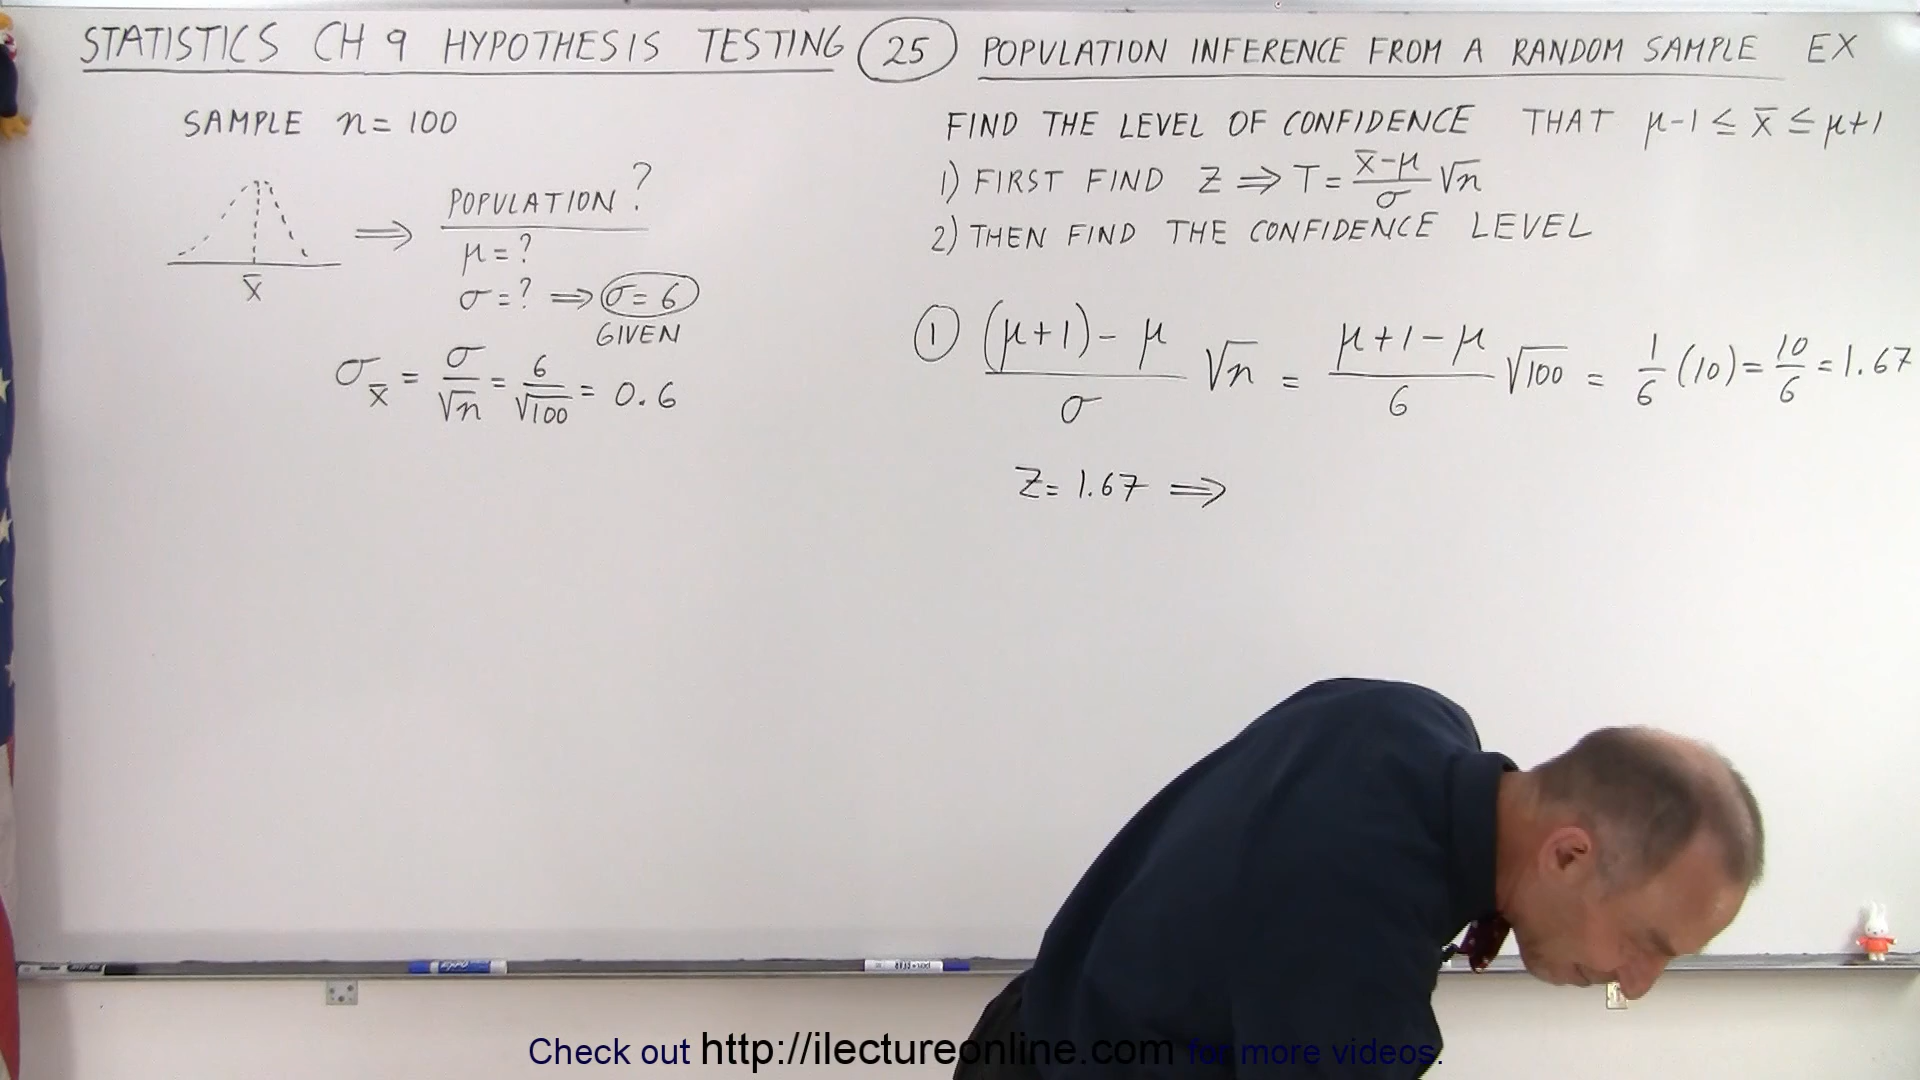 STATISTICS CH 9 HYPOTHESIS TESTING 25 POPULATION INFERENCE FROM A RANDOM SAMPLE EX
SAMPLE n = 100
x̄
⟹
POPULATION ?
μ = ?
σ = ? ⟹ σ = 6
GIVEN
σx̄ = σ/√n = 6/√100 = 0.6
FIND THE LEVEL OF CONFIDENCE THAT μ-1 ≤ x̄ ≤ μ+1
1) FIRST FIND Z ⟹ T = (x̄-μ)/σ √n
2) THEN FIND THE CONFIDENCE LEVEL
① ((μ+1) - μ)/σ √n = (μ+1-μ)/6 √100 = 1/6 (10) = 10/6 = 1.67
Z = 1.67 ⟹
EXPO
Check out http://ilectureonline.com for more videos.